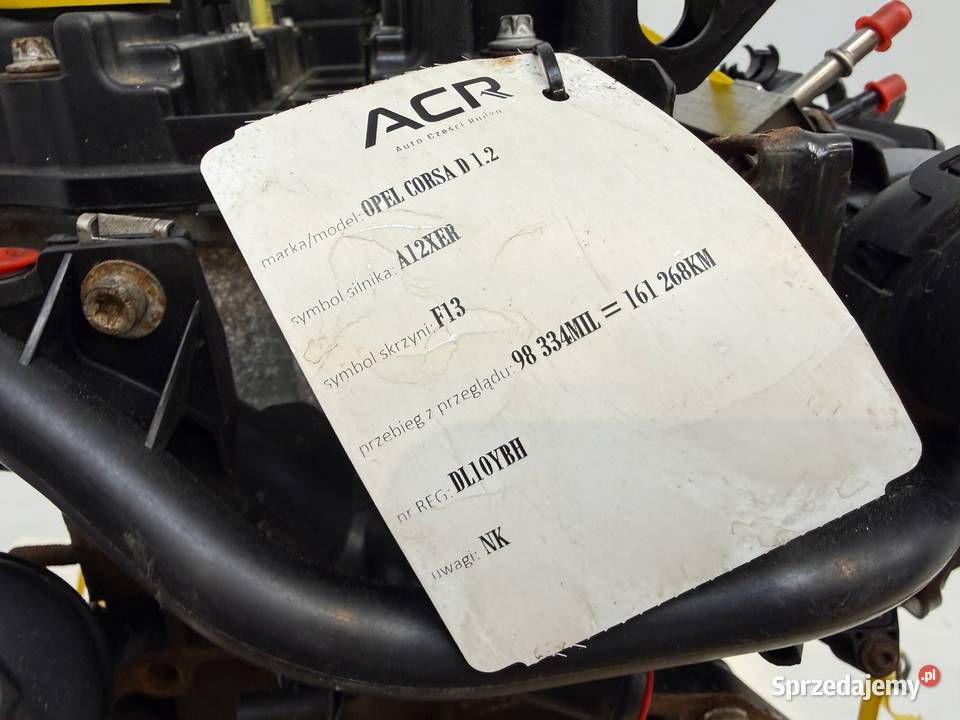 ACR
Auto Części Ruden
marka/model: OPEL CORSA D 1.2
symbol silnika: A12XER
symbol skrzyni: F13
przebieg z przeglądu: 98 334MIL = 161 268KM
nr REG: DL10YBH
uwagi: NK
Sprzedajemy.pl